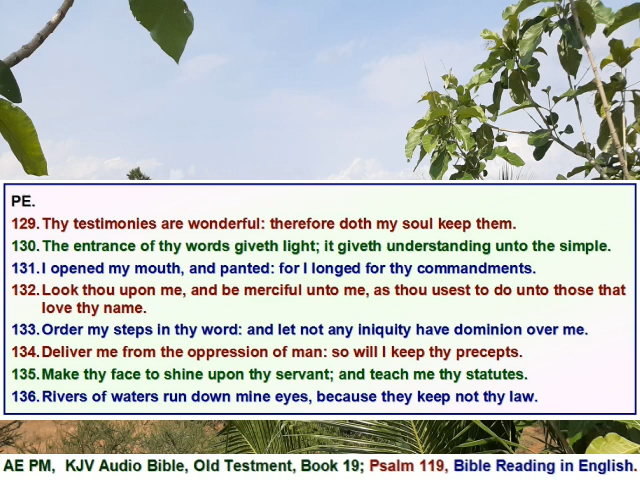 PE.
129. Thy testimonies are wonderful: therefore doth my soul keep them.
130. The entrance of thy words giveth light; it giveth understanding unto the simple.
131. I opened my mouth, and panted: for I longed for thy commandments.
132. Look thou upon me, and be merciful unto me, as thou usest to do unto those that
love thy name.
133. Order my steps in thy word: and let not any iniquity have dominion over me.
134. Deliver me from the oppression of man: so will I keep thy precepts.
135. Make thy face to shine upon thy servant; and teach me thy statutes.
136. Rivers of waters run down mine eyes, because they keep not thy law.
AE PM, KJV Audio Bible, Old Testment, Book 19; Psalm 119, Bible Reading in English.